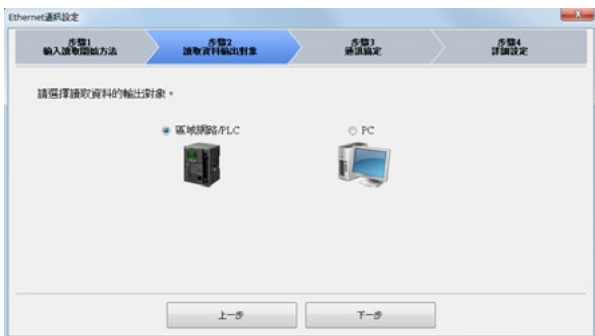 Ethernet通訊設定
步驟1
輸入讀取開始方法
步驟2
讀取資料輸出對象
步驟3
通訊協定
步驟4
詳細設定
請選擇讀取資料的輸出對象。
區域網路/PLC
PC
上一步
下一步